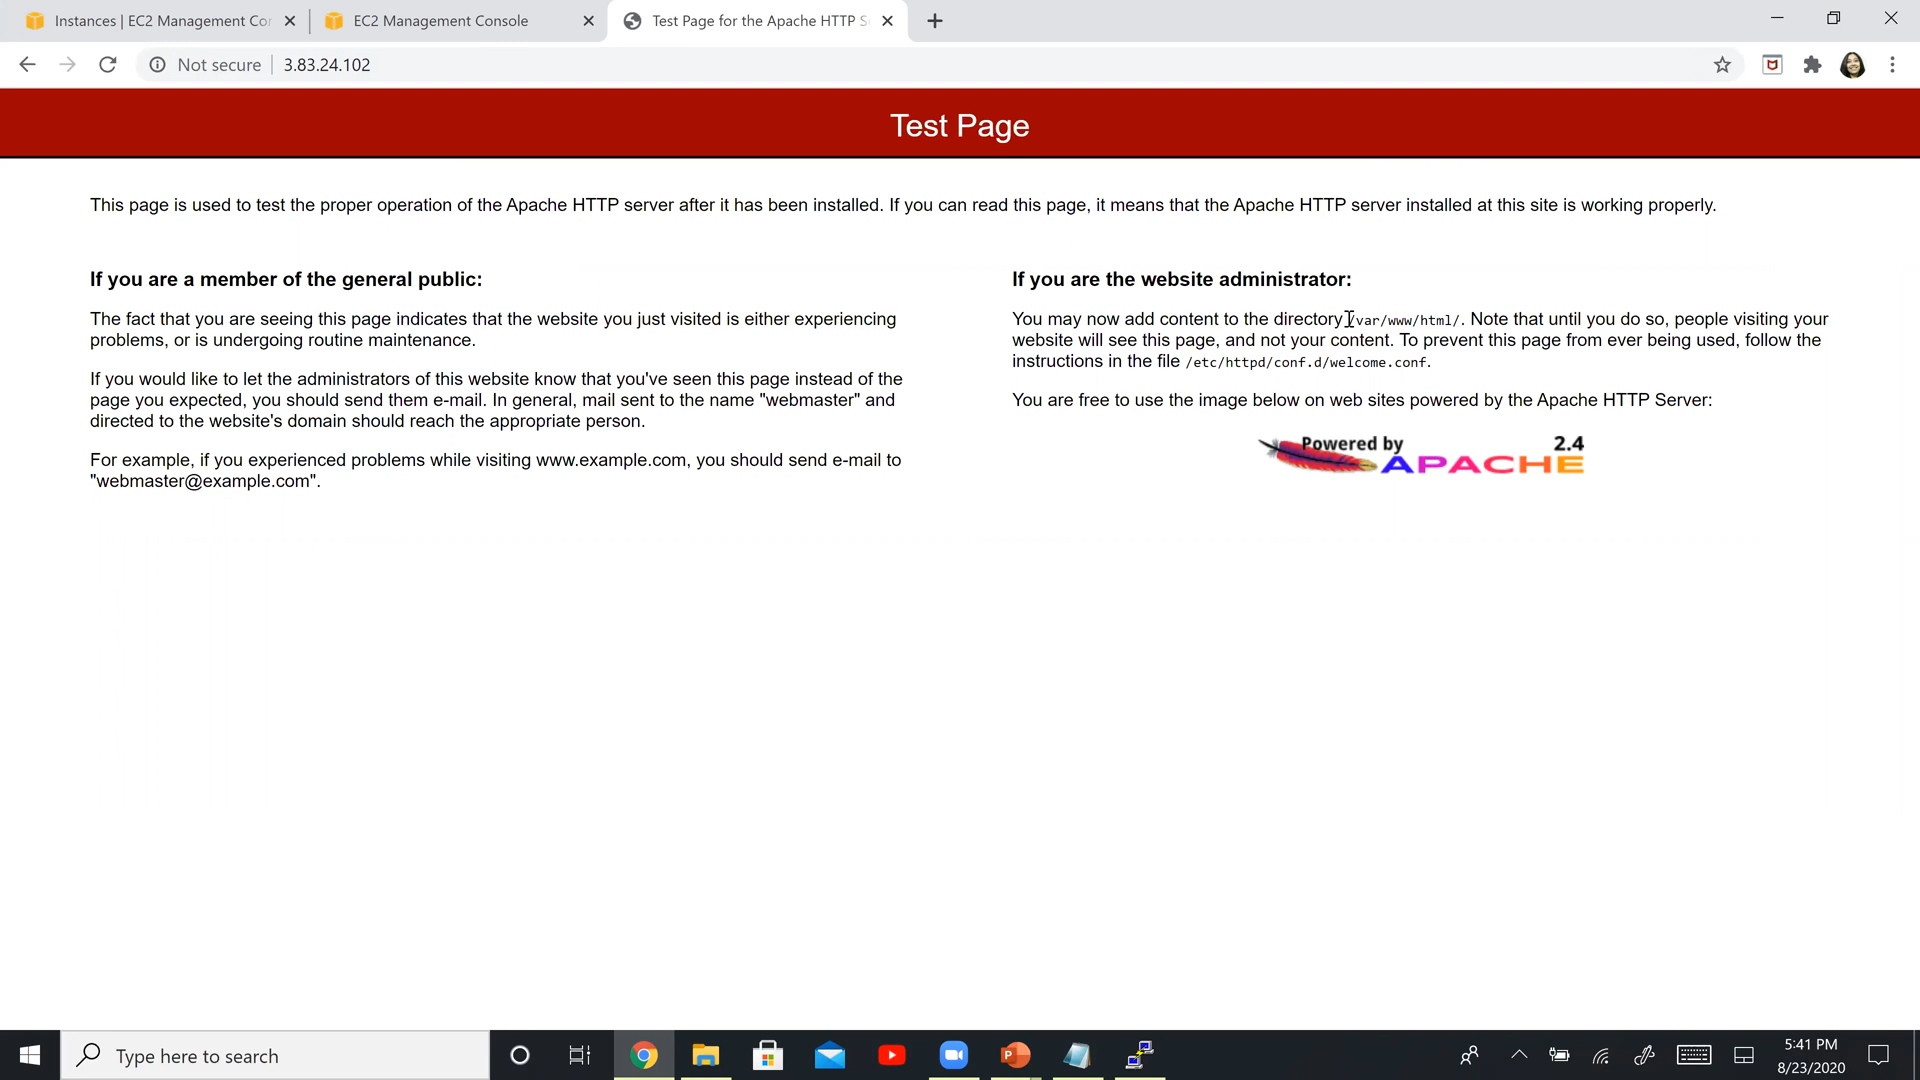 Instances | EC2 Management Co
EC2 Management Console
Test Page for the Apache HTTP S
Not secure
3.83.24.102
Test Page
This page is used to test the proper operation of the Apache HTTP server after it has been installed. If you can read this page, it means that the Apache HTTP server installed at this site is working properly.
If you are a member of the general public:
The fact that you are seeing this page indicates that the website you just visited is either experiencing
problems, or is undergoing routine maintenance.
If you would like to let the administrators of this website know that you've seen this page instead of the
page you expected, you should send them e-mail. In general, mail sent to the name "webmaster" and
directed to the website's domain should reach the appropriate person.
For example, if you experienced problems while visiting www.example.com, you should send e-mail to
"webmaster@example.com".
If you are the website administrator:
You may now add content to the directory /var/www/html/. Note that until you do so, people visiting your
website will see this page, and not your content. To prevent this page from ever being used, follow the
instructions in the file /etc/httpd/conf.d/welcome.conf.
You are free to use the image below on web sites powered by the Apache HTTP Server:
Powered by 2.4
APACHE
Type here to search
5:41 PM
8/23/2020